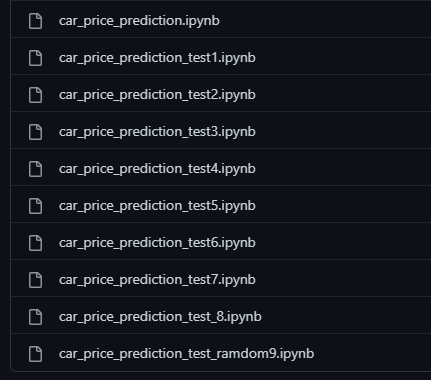 car_price_prediction.ipynb
car_price_prediction_test1.ipynb
car_price_prediction_test2.ipynb
car_price_prediction_test3.ipynb
car_price_prediction_test4.ipynb
car_price_prediction_test5.ipynb
car_price_prediction_test6.ipynb
car_price_prediction_test7.ipynb
car_price_prediction_test_8.ipynb
car_price_prediction_test_ramdom9.ipynb